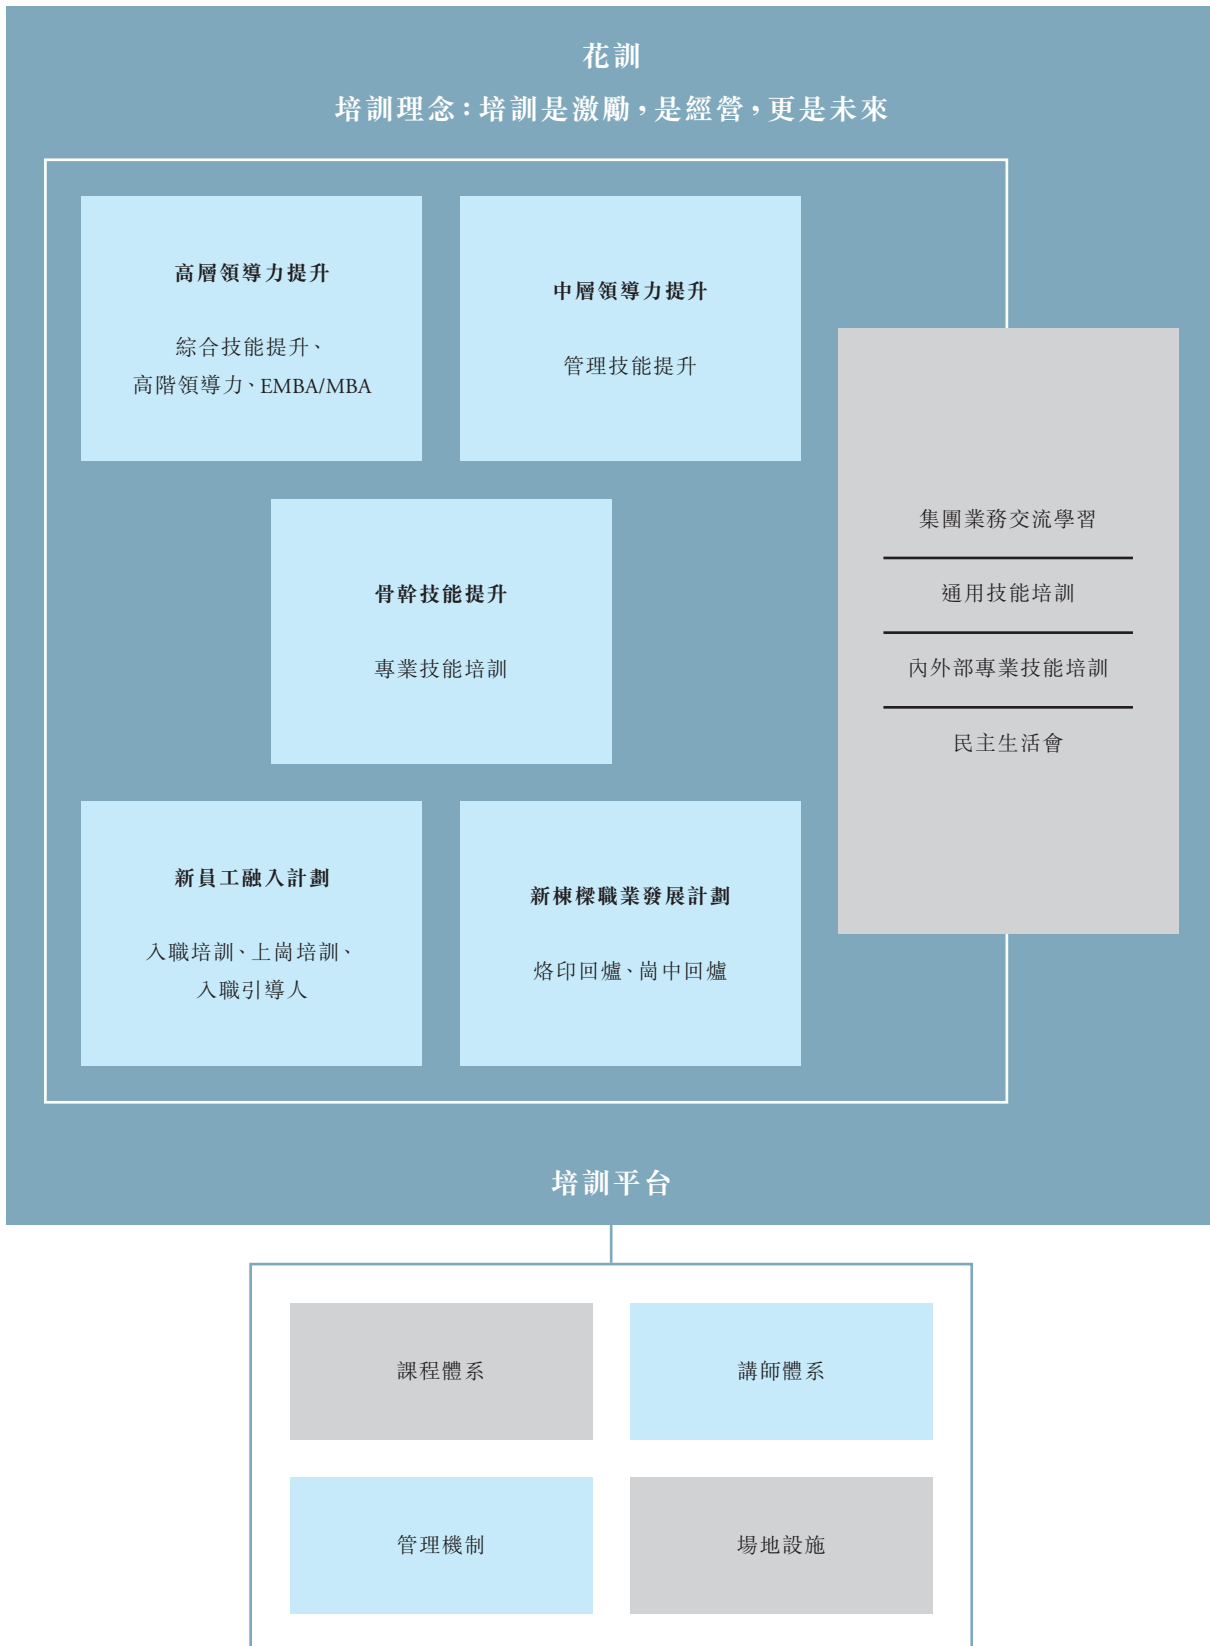 花訓
培訓理念：培訓是激勵，是經營，更是未來
高層領導力提升
綜合技能提升、
高階領導力、EMBA/MBA
中層領導力提升
管理技能提升
骨幹技能提升
專業技能培訓
新員工融入計劃
入職培訓、上崗培訓、
入職引導人
新棟樑職業發展計劃
烙印回爐、崗中回爐
集團業務交流學習
通用技能培訓
內外部專業技能培訓
民主生活會
培訓平台
課程體系
講師體系
管理機制
場地設施